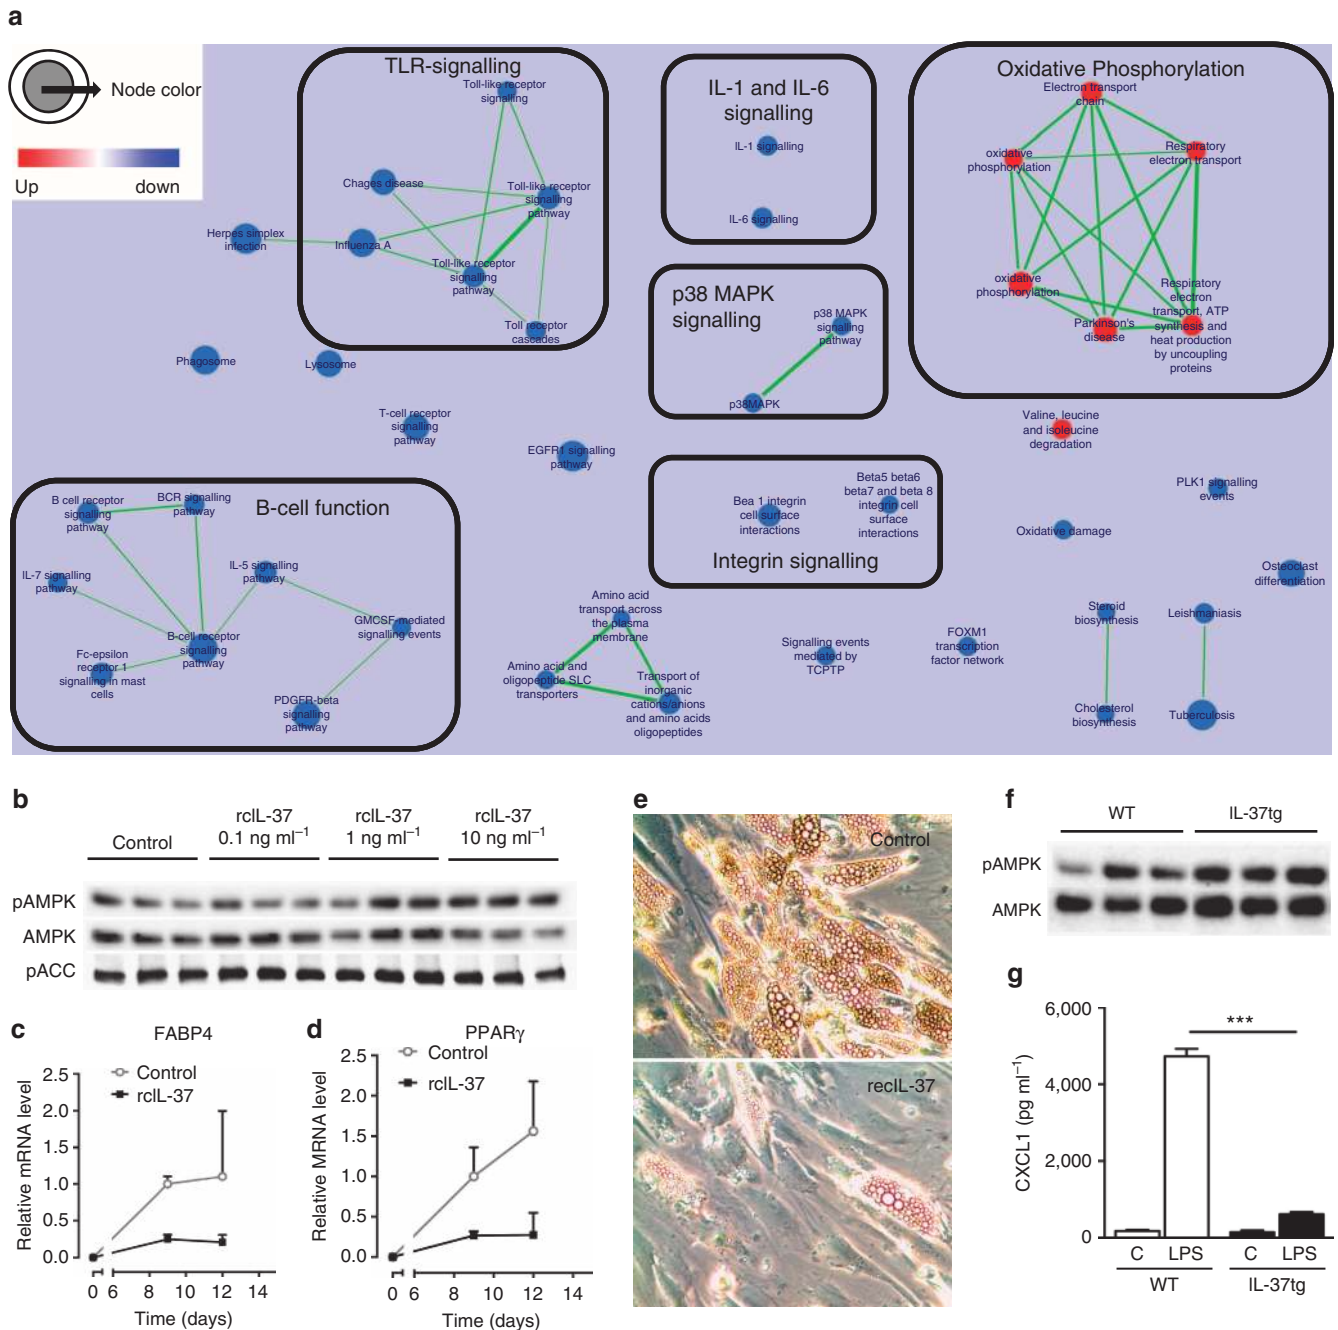 a
Node color
Up down
TLR-signalling
Toll-like receptor
signalling
Chages disease
Toll-like receptor
signalling
pathway
Herpes simplex
infection
Influenza A
Toll-like receptor
signalling
pathway
Toll receptor
cascades
IL-1 and IL-6
signalling
IL-1 signalling
IL-6 signalling
Oxidative Phosphorylation
Electron transport
chain
oxidative
phosphorylation
Respiratory
electron transport
oxidative
phosphorylation
Parkinson's
disease
Respiratory
electron
transport, ATP
synthesis and
heat production
by uncoupling
proteins
p38 MAPK
signalling
p38 MAPK
signalling
pathway
p38MAPK
Phagosome
Lysosome
T-cell receptor
signalling
pathway
EGFR1 signalling
pathway
Valine, leucine
and isoleucine
degradation
B-cell function
B cell receptor
signalling
pathway
BCR signalling
pathway
IL-7 signalling
pathway
IL-5 signalling
pathway
GMCSF-mediated
signalling events
B-cell receptor
signalling
pathway
Fc-epsilon
receptor 1
signalling in mast
cells
PDGFR-beta
signalling
pathway
Bea 1 integrin
cell surface
interactions
Beta5 beta6
beta7 and beta 8
integrin cell
surface
interactions
Integrin signalling
PLK1 signalling
events
Oxidative damage
Osteoclast
differentiation
Amino acid
transport across
the plasma
membrane
Amino acid and
oligopeptide SLC
transporters
Transport of
inorganic
cations/anions
and amino acids
oligopeptides
Signalling events
mediated by
TCPTP
FOXM1
transcription
factor network
Steroid
biosynthesis
Cholesterol
biosynthesis
Leishmaniasis
Tuberculosis
b
Control
rcIL-37
0.1 ng ml−1
rcIL-37
1 ng ml−1
rcIL-37
10 ng ml−1
pAMPK
AMPK
pACC
c
FABP4
Control
rcIL-37
Relative mRNA level
2.5
2.0
1.5
1.0
0.5
0.0
0 6 8 10 12 14
Time (days)
d
PPARγ
Control
rcIL-37
Relative MRNA level
2.5
2.0
1.5
1.0
0.5
0.0
0 6 8 10 12 14
Time (days)
e
Control
recIL-37
f
WT IL-37tg
pAMPK
AMPK
g
CXCL1 (pg ml−1)
6,000
4,000
2,000
0
***
C LPS C LPS
WT IL-37tg